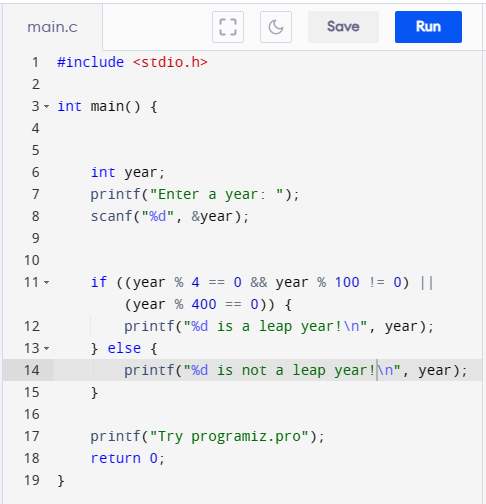 main.c Save Run
1 #include <stdio.h>
2
3 int main() {
4
5
6     int year;
7     printf("Enter a year: ");
8     scanf("%d", &year);
9
10
11     if ((year % 4 == 0 && year % 100 != 0) ||
        (year % 400 == 0)) {
12         printf("%d is a leap year!\n", year);
13     } else {
14         printf("%d is not a leap year!\n", year);
15     }
16
17     printf("Try programiz.pro");
18     return 0;
19 }